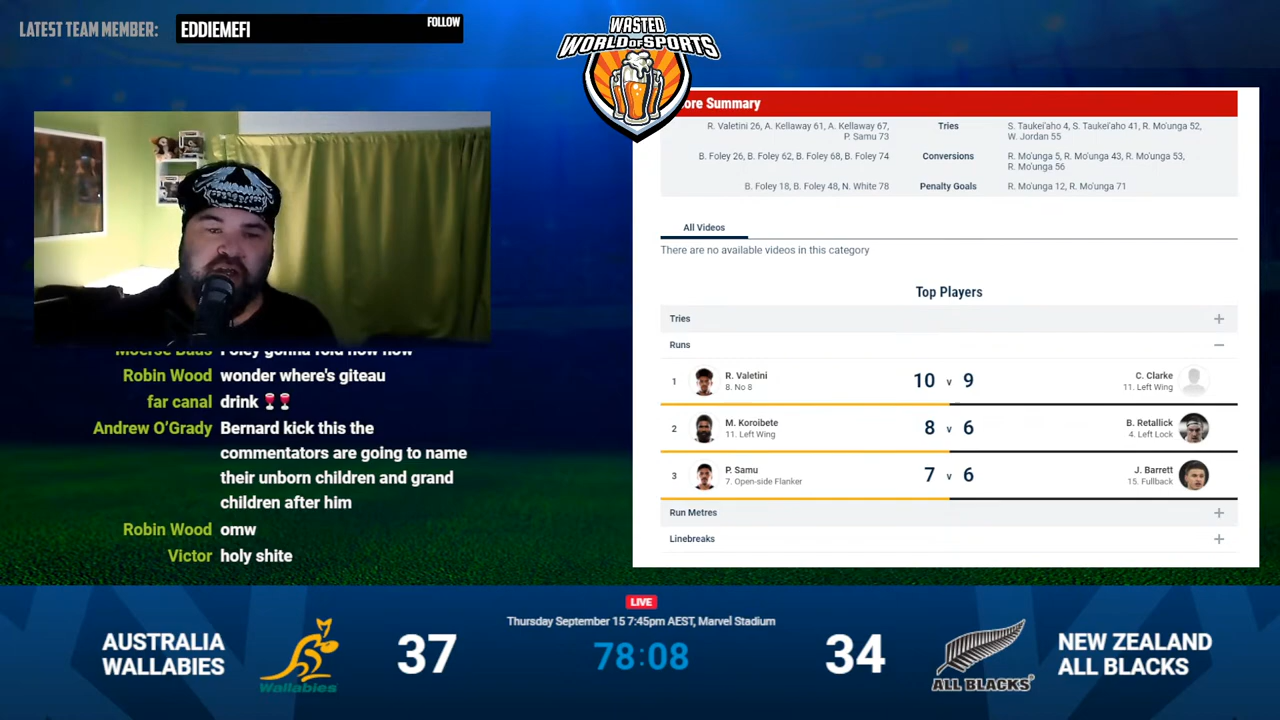 LATEST TEAM MEMBER:
EDDIEMEFI
FOLLOW
WASTED
WORLD OF SPORTS
ore Summary
R. Valetini 26, A. Kellaway 61, A. Kellaway 67,
P. Samu 73
Tries
S. Taukei'aho 4, S. Taukei'aho 41, R. Mo'unga 52,
W. Jordan 55
B. Foley 26, B. Foley 62, B. Foley 68, B. Foley 74
Conversions
R. Mo'unga 5, R. Mo'unga 43, R. Mo'unga 53,
R. Mo'unga 56
B. Foley 18, B. Foley 48, N. White 78
Penalty Goals
R. Mo'unga 12, R. Mo'unga 71
All Videos
There are no available videos in this category
Top Players
Tries
Runs
1 R. Valetini 10 v 9 C. Clarke
8. No 8 11. Left Wing
2 M. Koroibete 8 v 6 B. Retallick
11. Left Wing 4. Left Lock
3 P. Samu 7 v 6 J. Barrett
7. Open-side Flanker 15. Fullback
Run Metres
Linebreaks
Robin Wood wonder where's giteau
far canal drink 🍷🍷
Andrew O'Grady Bernard kick this the
commentators are going to name
their unborn children and grand
children after him
Robin Wood omw
Victor holy shite
LIVE
Thursday September 15 7:45pm AEST, Marvel Stadium
AUSTRALIA
WALLABIES
Wallabies
37
78:08
34
ALL BLACKS
NEW ZEALAND
ALL BLACKS